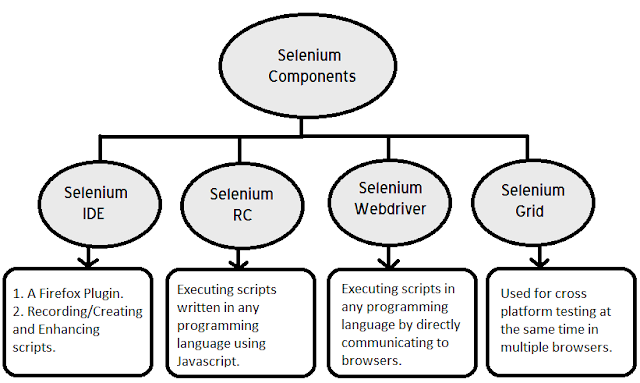 Selenium
Components
Selenium
IDE
Selenium
RC
Selenium
Webdriver
Selenium
Grid
1. A Firefox Plugin.
2. Recording/Creating
and Enhancing
scripts.
Executing scripts
written in any
programming
language using
Javascript.
Executing scripts in
any programming
language by directly
communicating to
browsers.
Used for cross
platform testing at
the same time in
multiple browsers.